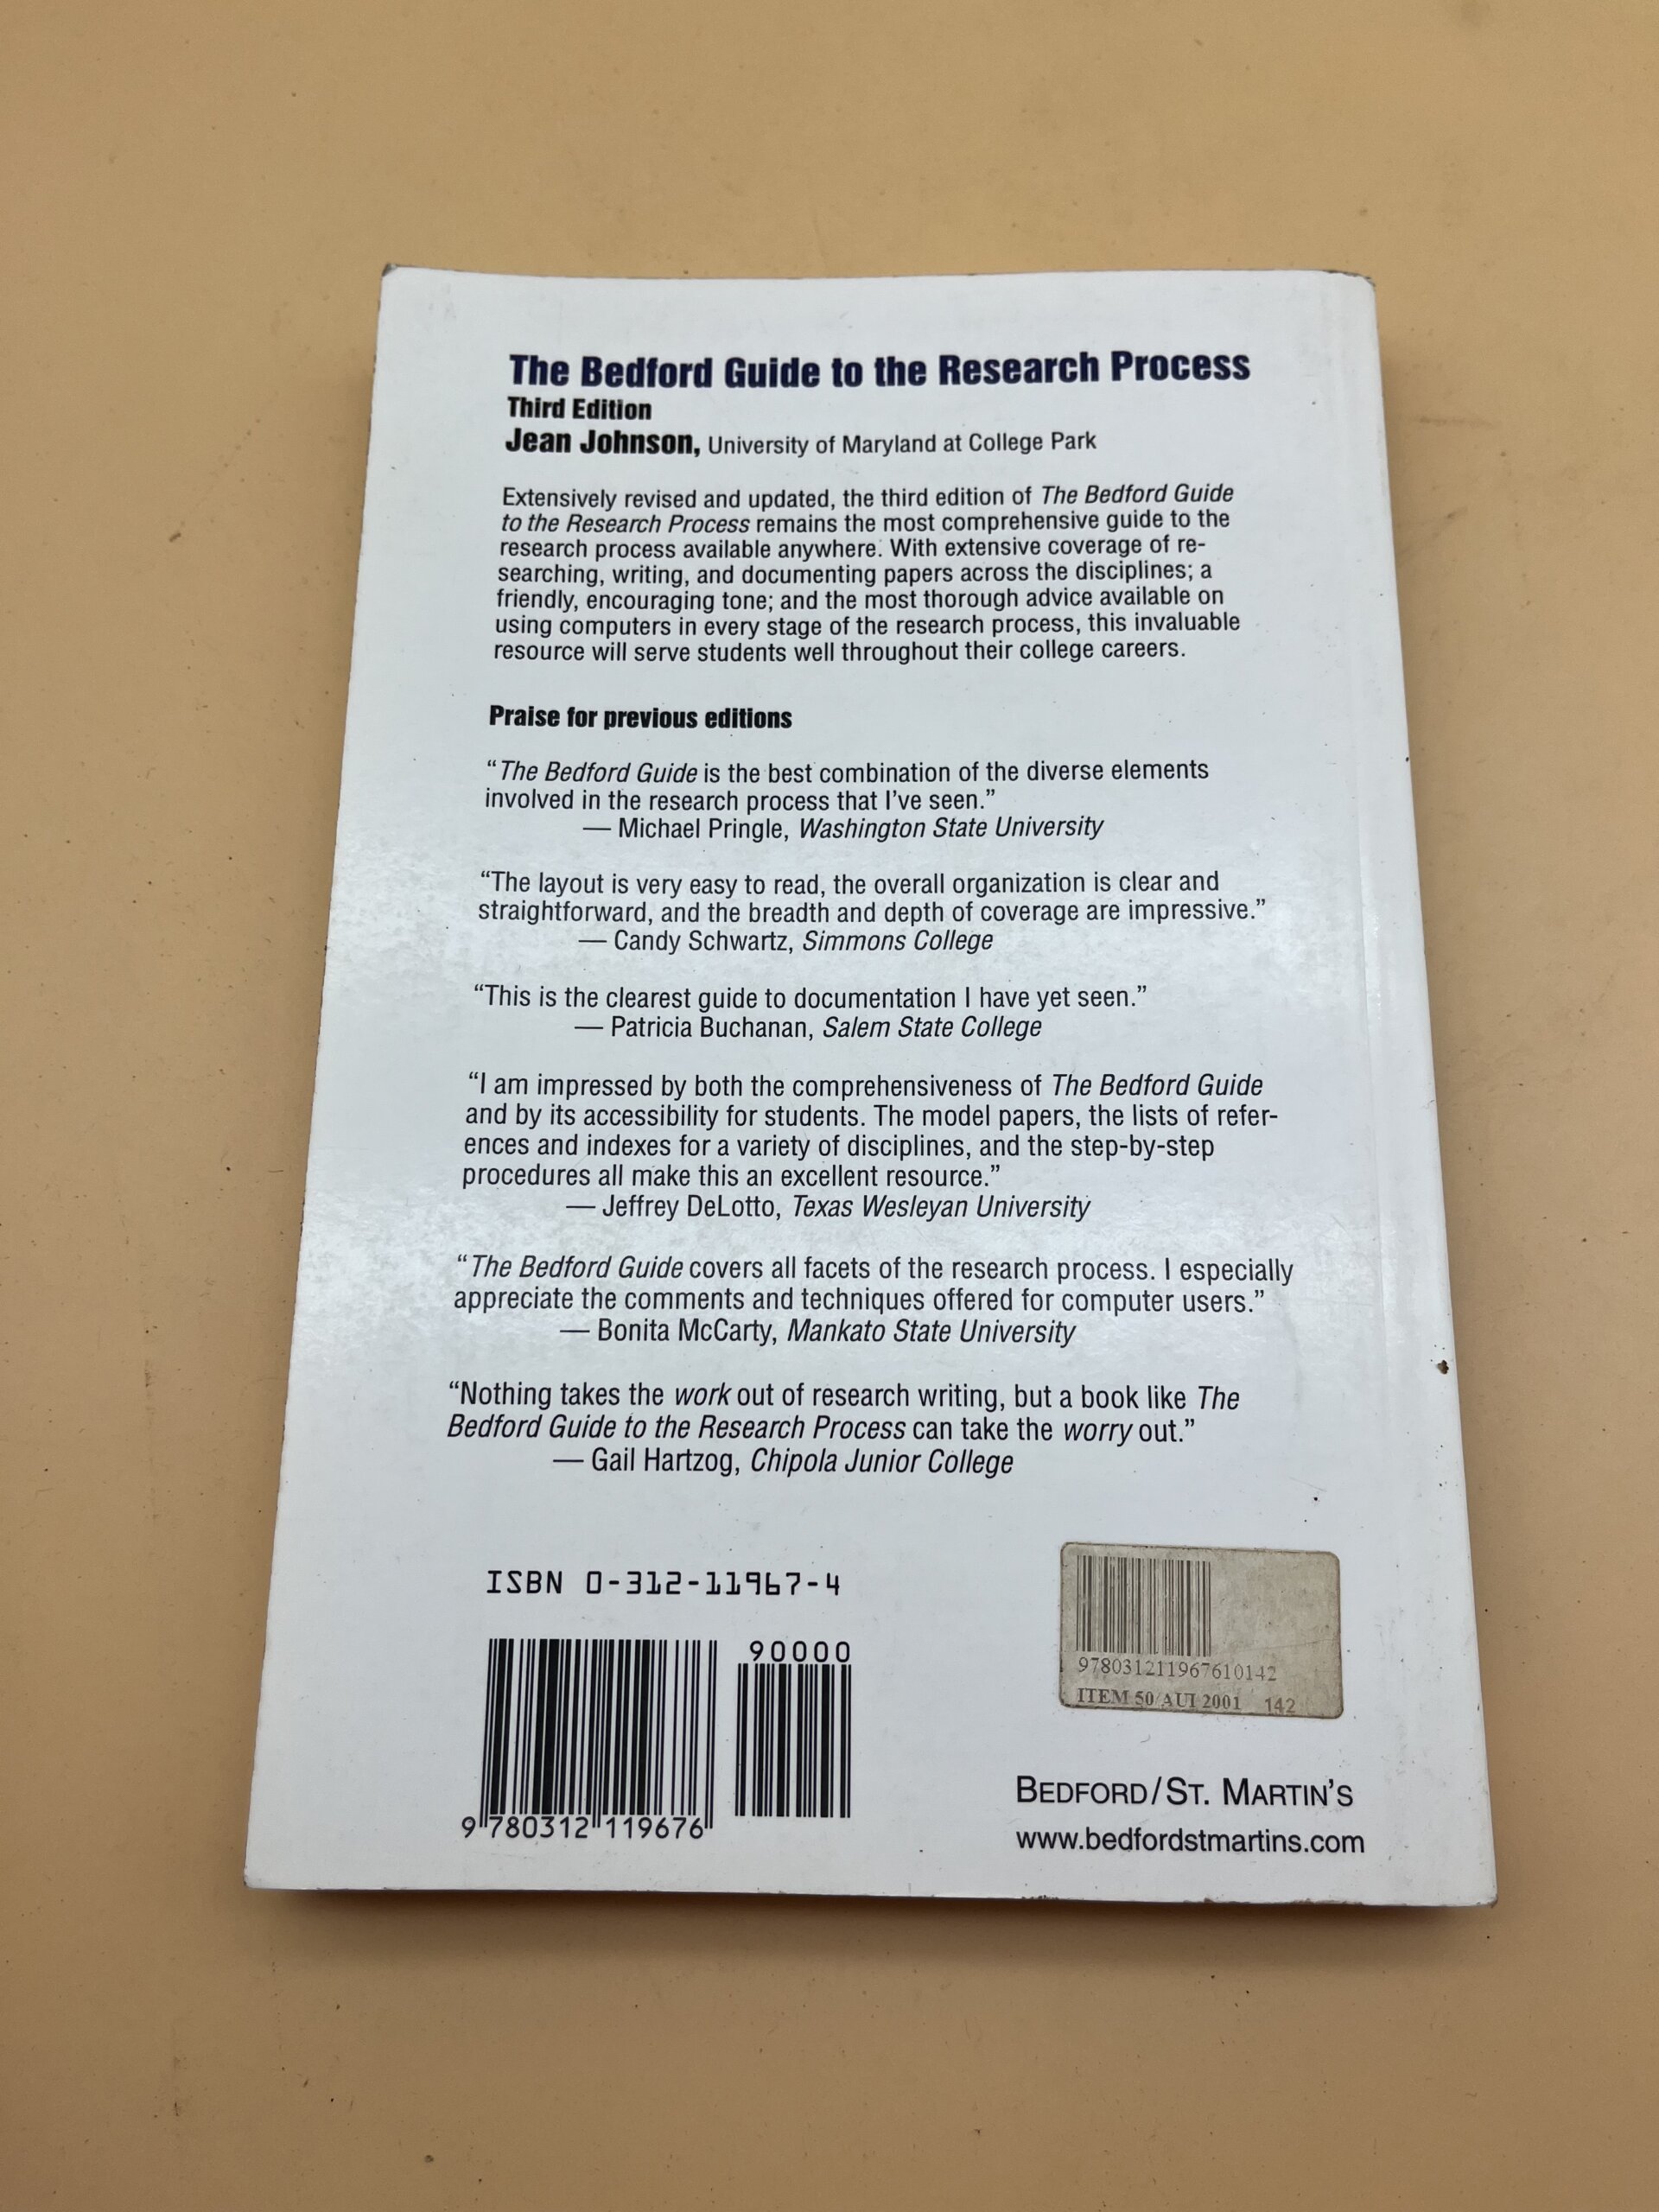 The Bedford Guide to the Research Process
Third Edition
Jean Johnson, University of Maryland at College Park
Extensively revised and updated, the third edition of The Bedford Guide
to the Research Process remains the most comprehensive guide to the
research process available anywhere. With extensive coverage of re-
searching, writing, and documenting papers across the disciplines; a
friendly, encouraging tone; and the most thorough advice available on
using computers in every stage of the research process, this invaluable
resource will serve students well throughout their college careers.
Praise for previous editions
“The Bedford Guide is the best combination of the diverse elements
involved in the research process that I've seen.”
— Michael Pringle, Washington State University
“The layout is very easy to read, the overall organization is clear and
straightforward, and the breadth and depth of coverage are impressive.”
— Candy Schwartz, Simmons College
“This is the clearest guide to documentation I have yet seen.”
— Patricia Buchanan, Salem State College
“I am impressed by both the comprehensiveness of The Bedford Guide
and by its accessibility for students. The model papers, the lists of refer-
ences and indexes for a variety of disciplines, and the step-by-step
procedures all make this an excellent resource.”
— Jeffrey DeLotto, Texas Wesleyan University
“The Bedford Guide covers all facets of the research process. I especially
appreciate the comments and techniques offered for computer users.”
— Bonita McCarty, Mankato State University
“Nothing takes the work out of research writing, but a book like The
Bedford Guide to the Research Process can take the worry out.”
— Gail Hartzog, Chipola Junior College
ISBN 0-312-11967-4
90000
9 780312 119676
978031211967610142
ITEM 50 AUI 2001 142
BEDFORD/ST. MARTIN'S
www.bedfordstmartins.com